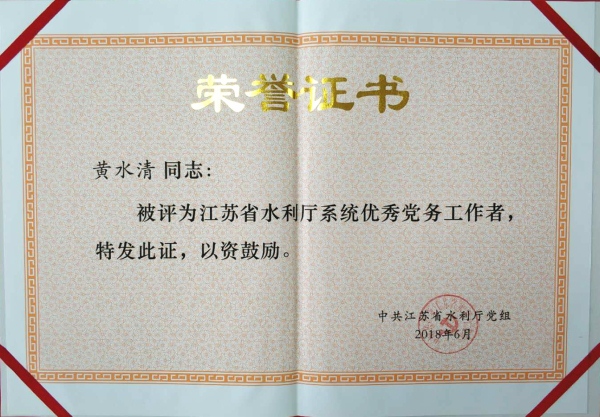 荣誉证书
黄水清 同志：
被评为江苏省水利厅系统优秀党务工作者，
特发此证，以资鼓励。
中共江苏省水利厅党组
2018年6月